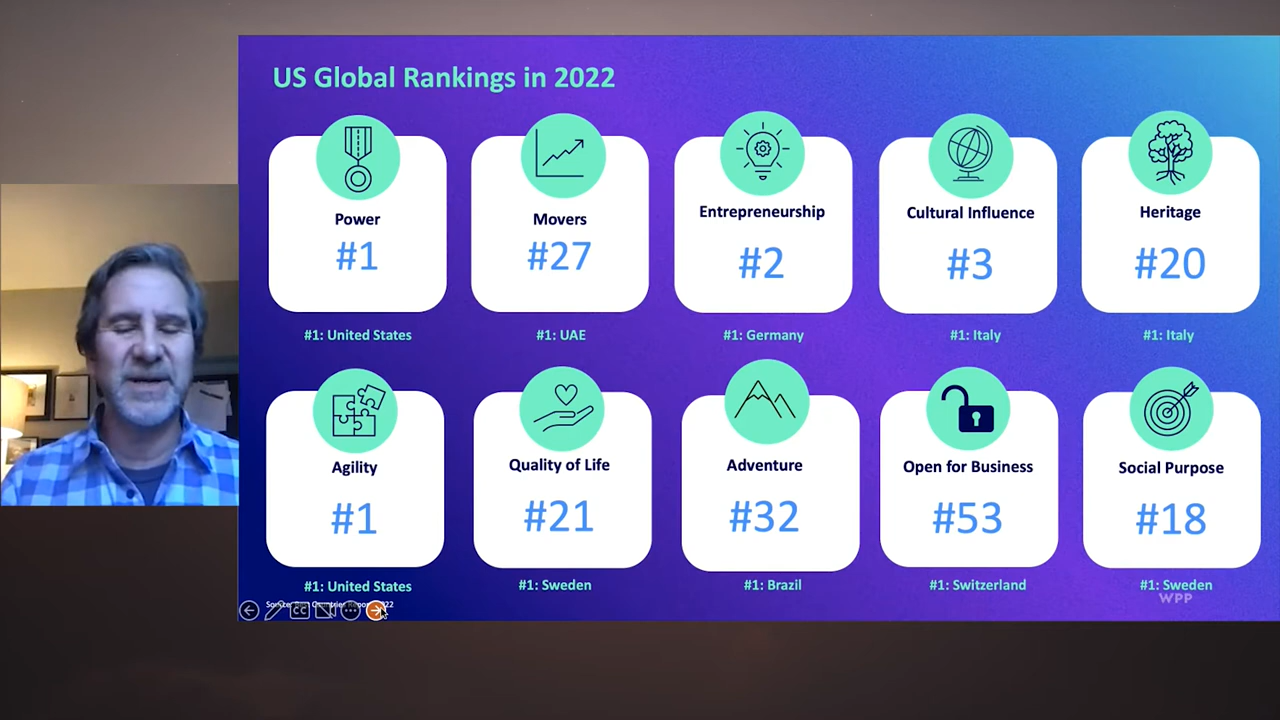 US Global Rankings in 2022
Power
#1
#1: United States
Movers
#27
#1: UAE
Entrepreneurship
#2
#1: Germany
Cultural Influence
#3
#1: Italy
Heritage
#20
#1: Italy
Agility
#1
#1: United States
Quality of Life
#21
#1: Sweden
Adventure
#32
#1: Brazil
Open for Business
#53
#1: Switzerland
Social Purpose
#18
#1: Sweden
WPP
CC